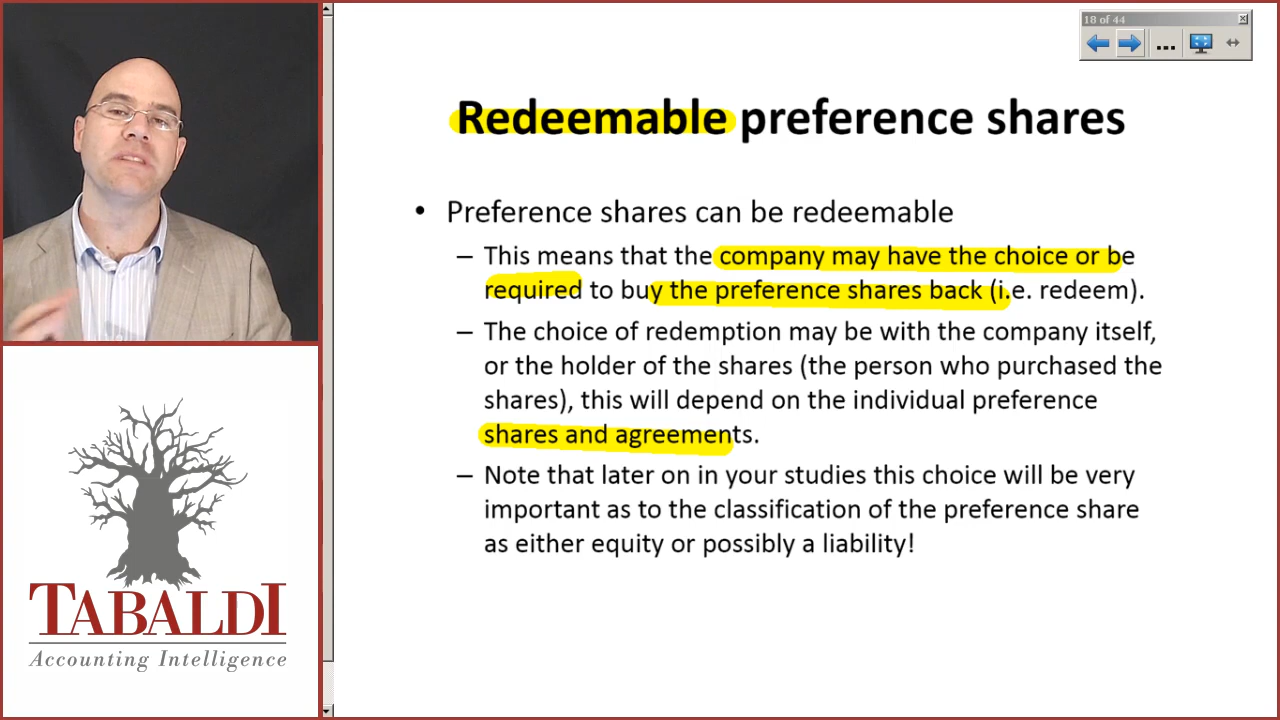 18 of 44
Redeemable preference shares
• Preference shares can be redeemable
– This means that the company may have the choice or be
required to buy the preference shares back (i.e. redeem).
– The choice of redemption may be with the company itself,
or the holder of the shares (the person who purchased the
shares), this will depend on the individual preference
shares and agreements.
– Note that later on in your studies this choice will be very
important as to the classification of the preference share
as either equity or possibly a liability!
TABALDI
Accounting Intelligence